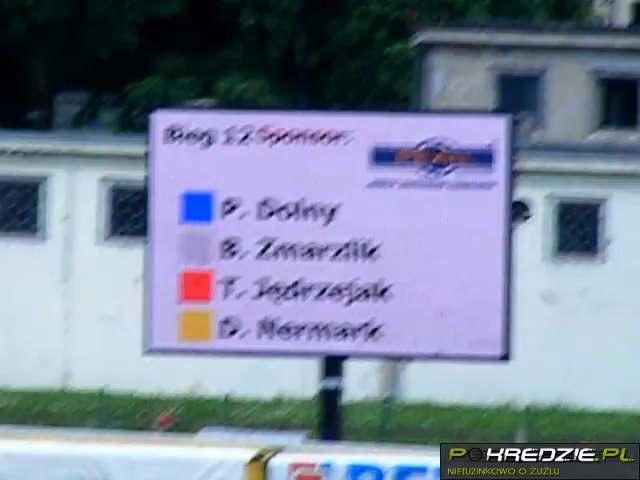 Bieg 12 Sponsor:
P. Dolny
B. Zmarzlik
T. Jędrzejak
D. Nermark
POKREDZIE.PL
NIETUZINKOWO O ŻUŻLU